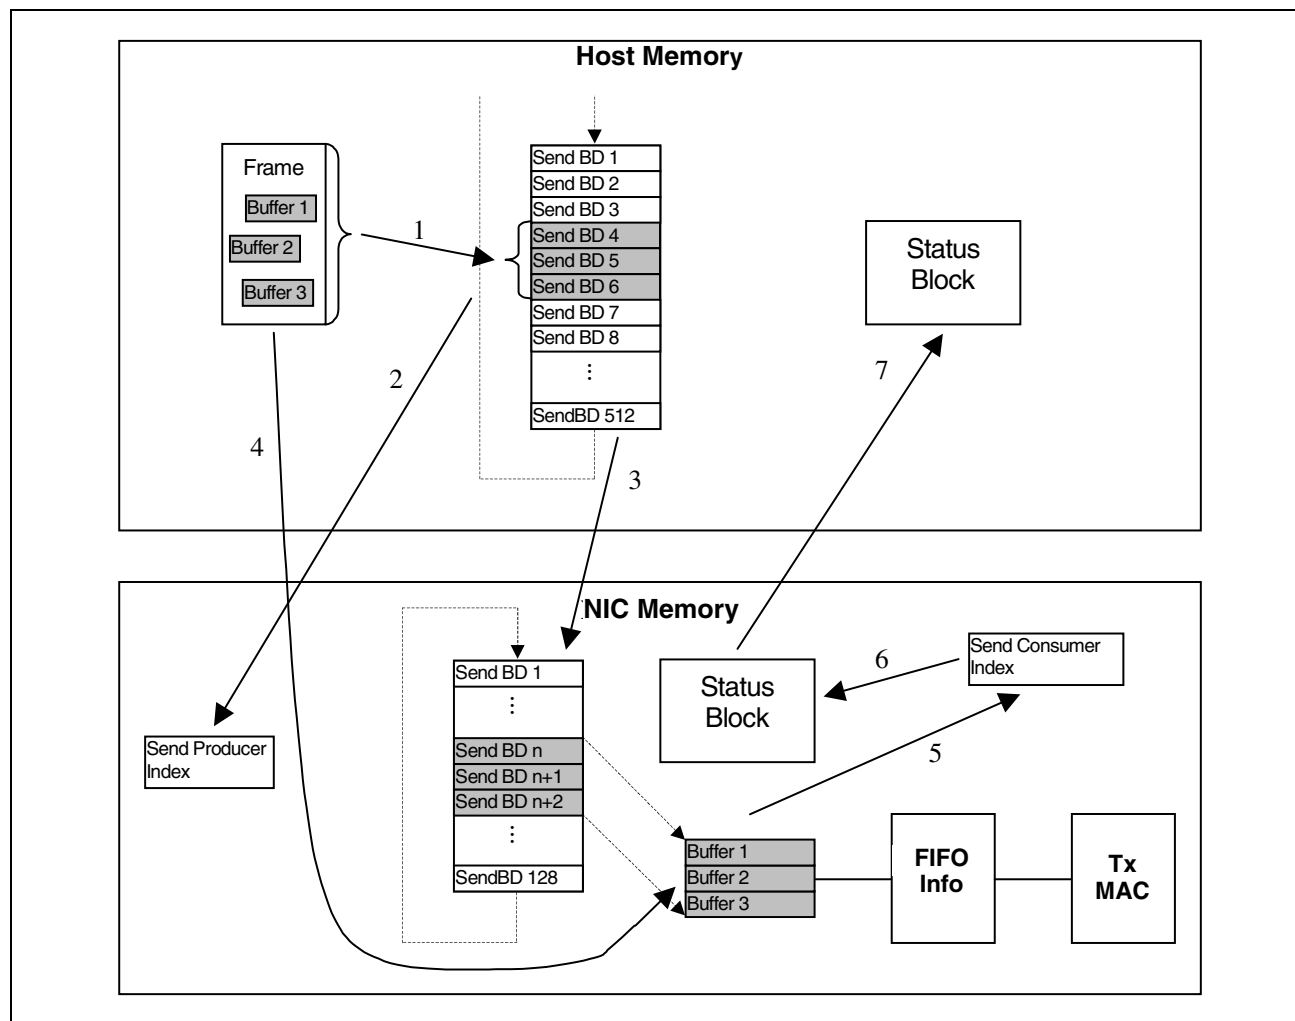 Host Memory
Frame
Buffer 1
Buffer 2
Buffer 3
1
Send BD 1
Send BD 2
Send BD 3
Send BD 4
Send BD 5
Send BD 6
Send BD 7
Send BD 8
⋮
SendBD 512
Status
Block
2
4
3
7
NIC Memory
Send Producer
Index
Send BD 1
⋮
Send BD n
Send BD n+1
Send BD n+2
⋮
SendBD 128
Status
Block
6
Send Consumer
Index
5
Buffer 1
Buffer 2
Buffer 3
FIFO
Info
Tx
MAC